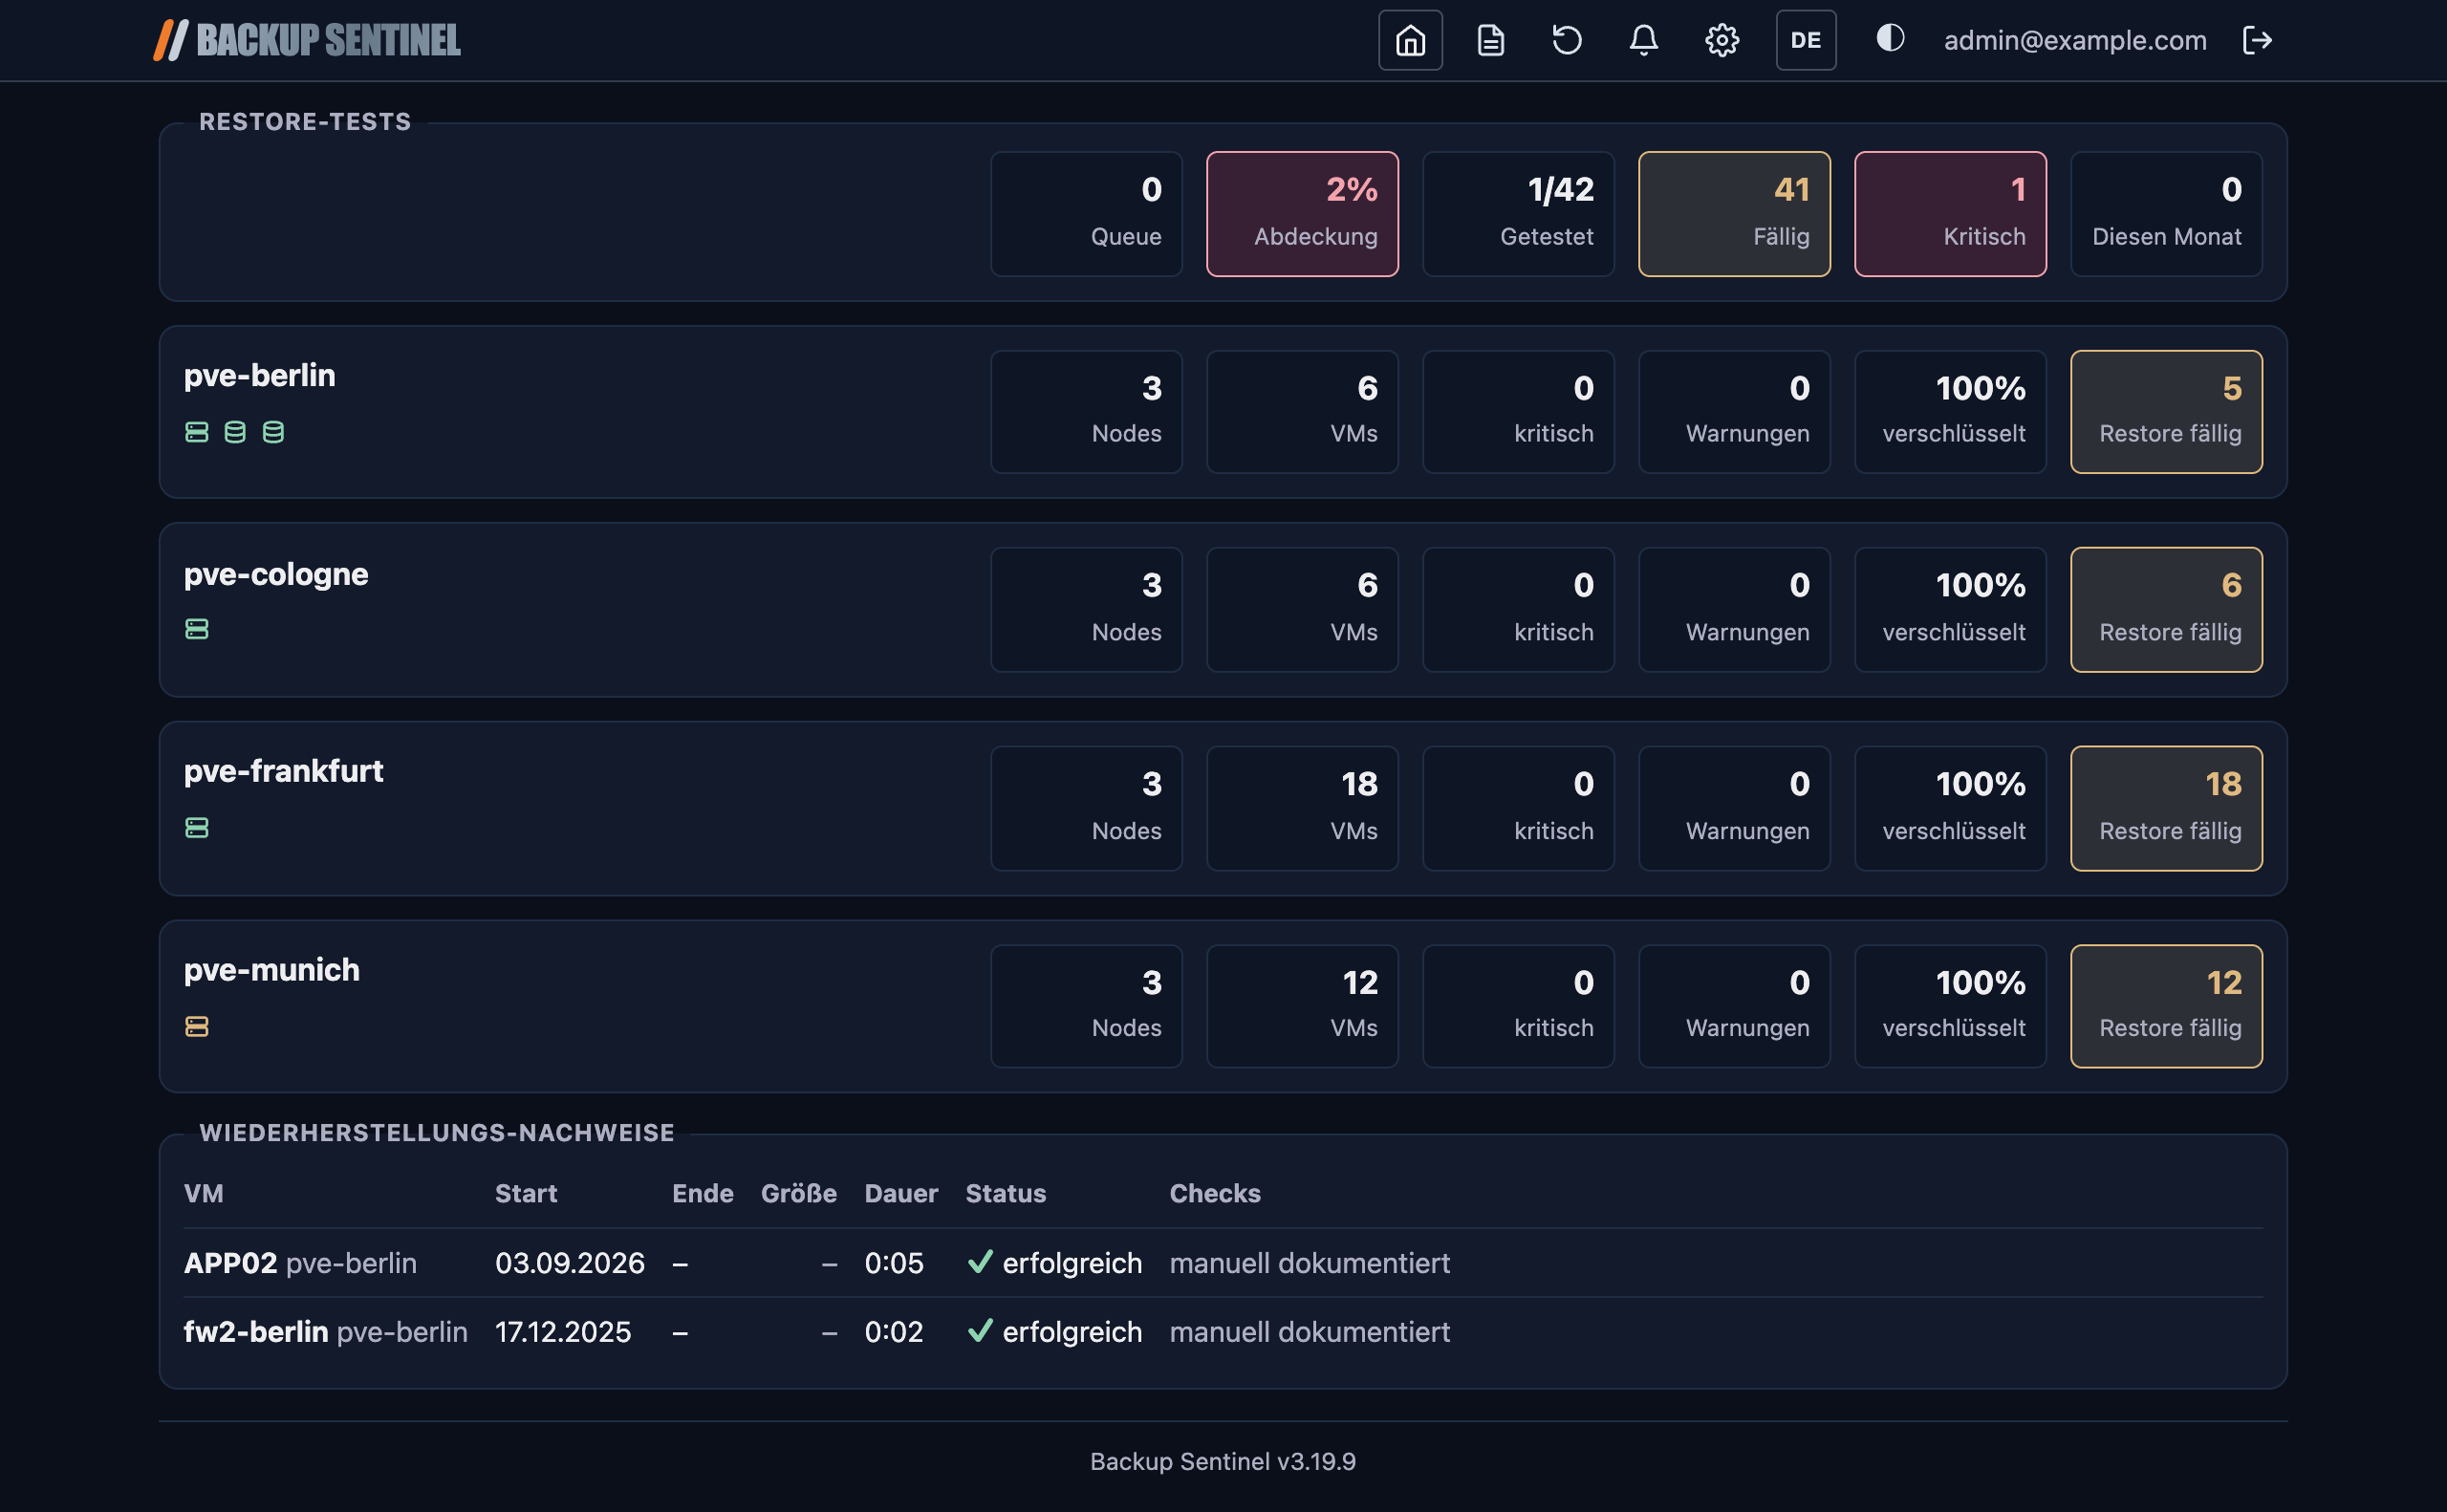 BACKUP SENTINEL
DE
admin@example.com
RESTORE-TESTS
0
Queue
2%
Abdeckung
1/42
Getestet
41
Fällig
1
Kritisch
0
Diesen Monat
pve-berlin
3
Nodes
6
VMs
0
kritisch
0
Warnungen
100%
verschlüsselt
5
Restore fällig
pve-cologne
3
Nodes
6
VMs
0
kritisch
0
Warnungen
100%
verschlüsselt
6
Restore fällig
pve-frankfurt
3
Nodes
18
VMs
0
kritisch
0
Warnungen
100%
verschlüsselt
18
Restore fällig
pve-munich
3
Nodes
12
VMs
0
kritisch
0
Warnungen
100%
verschlüsselt
12
Restore fällig
WIEDERHERSTELLUNGS-NACHWEISE
VM Start Ende Größe Dauer Status Checks
APP02 pve-berlin 03.09.2026 – – 0:05 ✓ erfolgreich manuell dokumentiert
fw2-berlin pve-berlin 17.12.2025 – – 0:02 ✓ erfolgreich manuell dokumentiert
Backup Sentinel v3.19.9